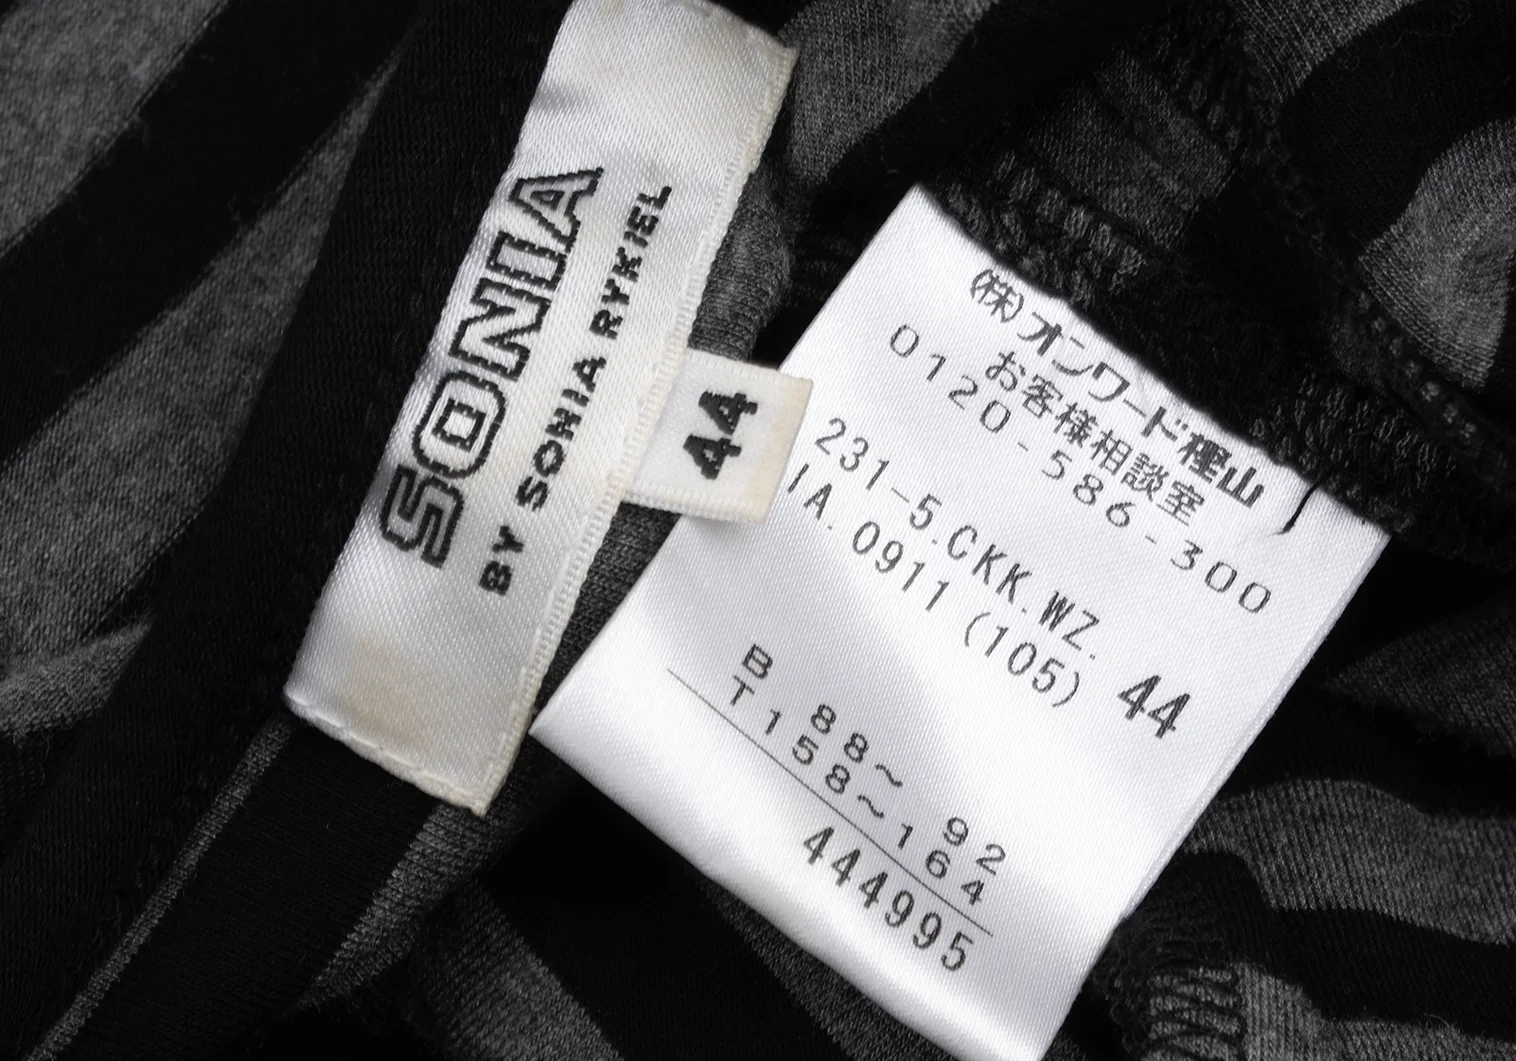 SONIA
BY SONIA RYKIEL
44
(株)オンワード樫山
お客様相談室
0120-586-300
231-5.CKK.WZ.
IA.0911(105) 44
B 88~ 92
T158~164
444995